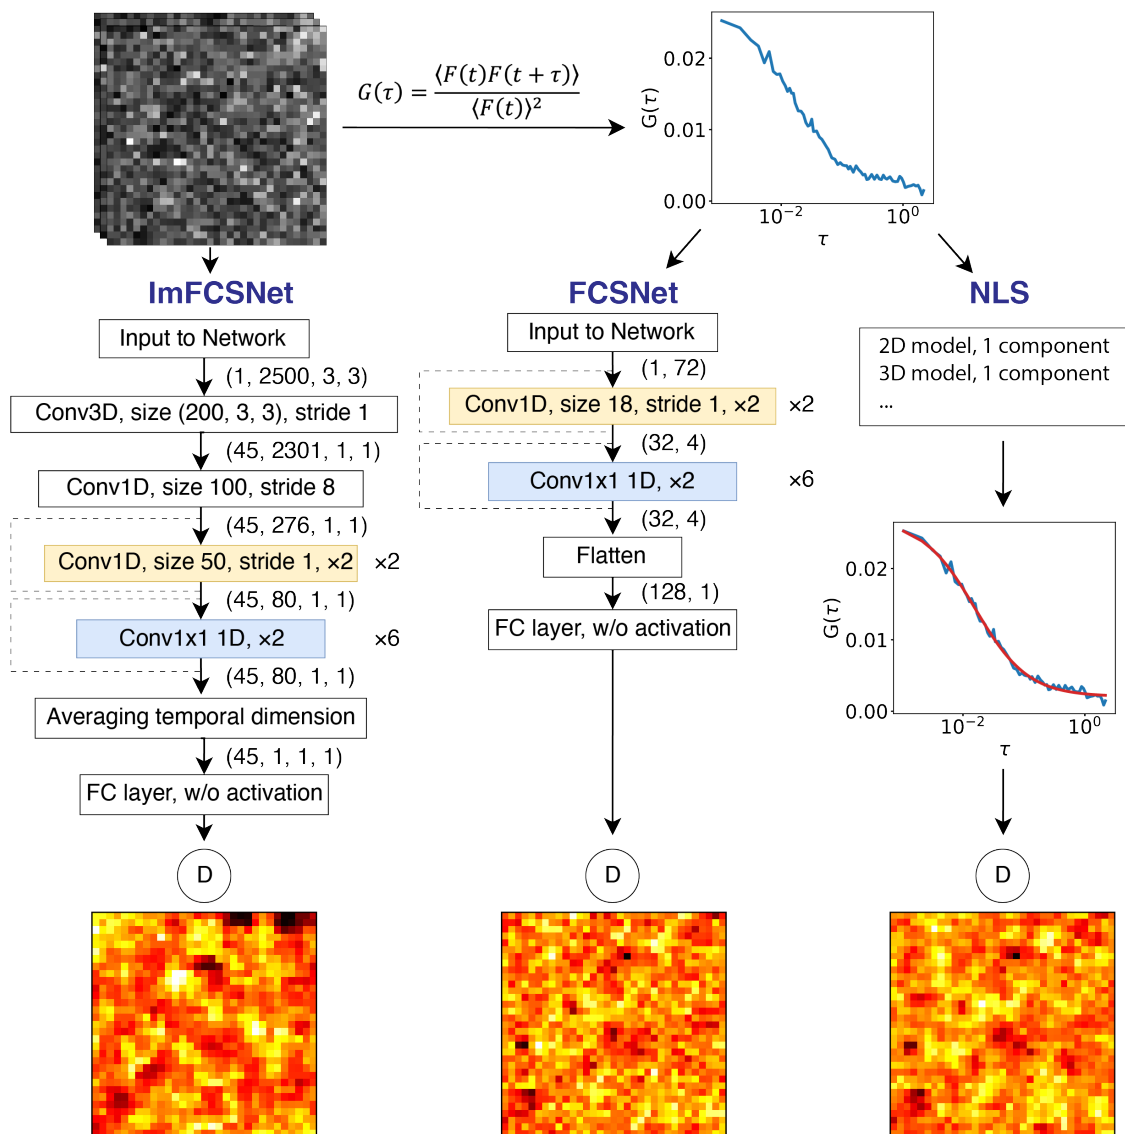 G(τ) = ⟨F(t)F(t + τ)⟩ / ⟨F(t)⟩²
G(τ)
0.02
0.01
0.00
10⁻²
10⁰
τ
ImFCSNet
Input to Network
(1, 2500, 3, 3)
Conv3D, size (200, 3, 3), stride 1
(45, 2301, 1, 1)
Conv1D, size 100, stride 8
(45, 276, 1, 1)
Conv1D, size 50, stride 1, ×2
×2
(45, 80, 1, 1)
Conv1x1 1D, ×2
×6
(45, 80, 1, 1)
Averaging temporal dimension
(45, 1, 1, 1)
FC layer, w/o activation
D
FCSNet
Input to Network
(1, 72)
Conv1D, size 18, stride 1, ×2
×2
(32, 4)
Conv1x1 1D, ×2
×6
(32, 4)
Flatten
(128, 1)
FC layer, w/o activation
D
NLS
2D model, 1 component
3D model, 1 component
...
G(τ)
0.02
0.01
0.00
10⁻²
10⁰
τ
D